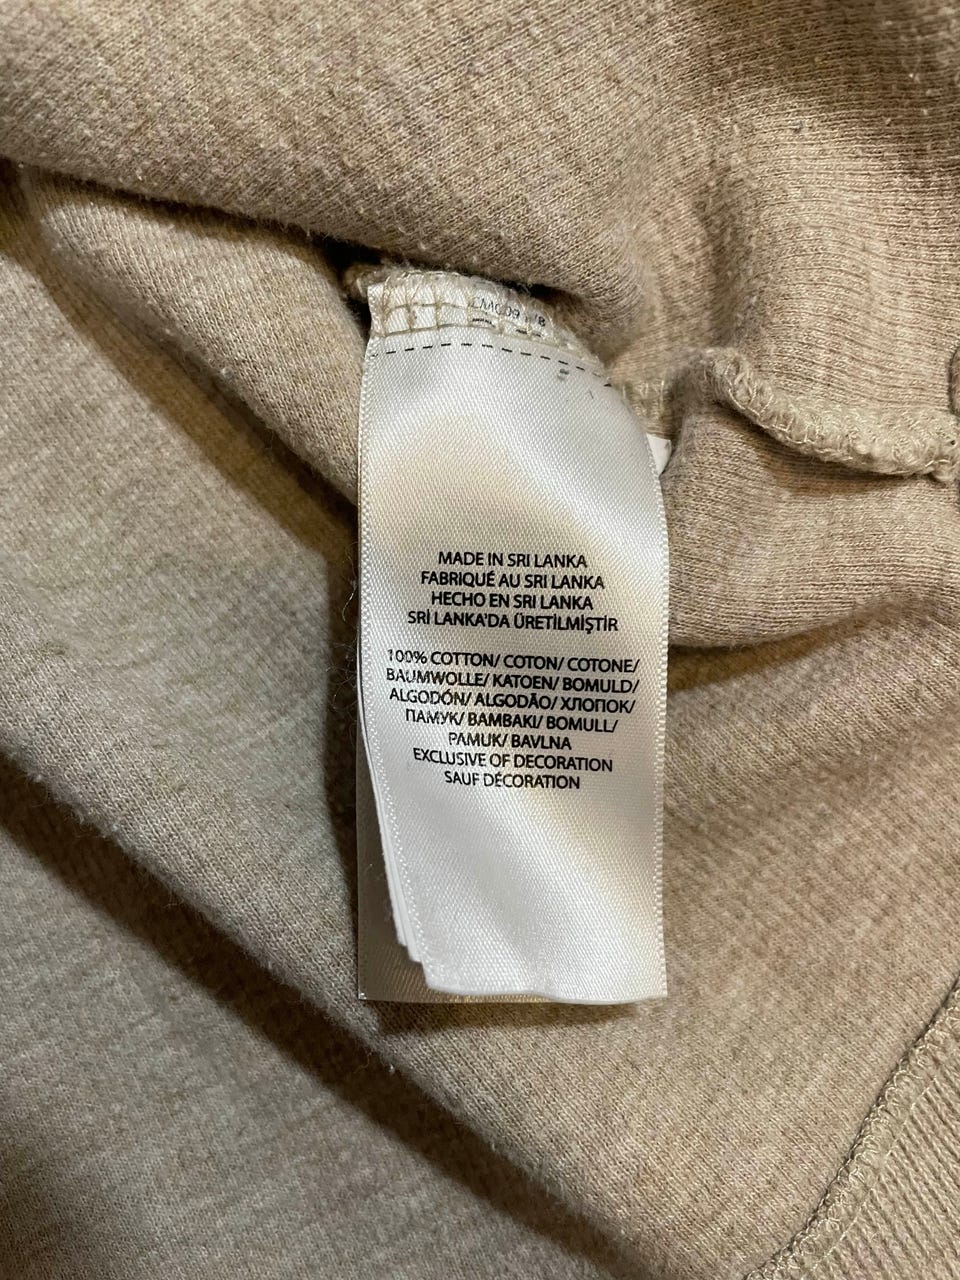 MADE IN SRI LANKA
FABRIQUÉ AU SRI LANKA
HECHO EN SRI LANKA
SRİ LANKA'DA ÜRETİLMİŞTİR
100% COTTON/ COTON/ COTONE/
BAUMWOLLE/ KATOEN/ BOMULD/
ALGODÓN/ ALGODÃO/ ХЛОПОК/
ПАМУК/ BAMBAKI/ BOMULL/
PAMUK/ BAVLNA
EXCLUSIVE OF DECORATION
SAUF DÉCORATION